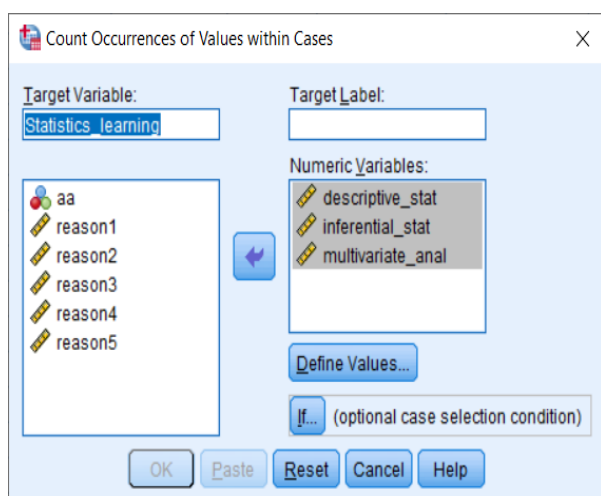 Count Occurrences of Values within Cases
Target Variable:
Statistics_learning
Target Label:
aa
reason1
reason2
reason3
reason4
reason5
Numeric Variables:
descriptive_stat
inferential_stat
multivariate_anal
Define Values...
If... (optional case selection condition)
OK Paste Reset Cancel Help